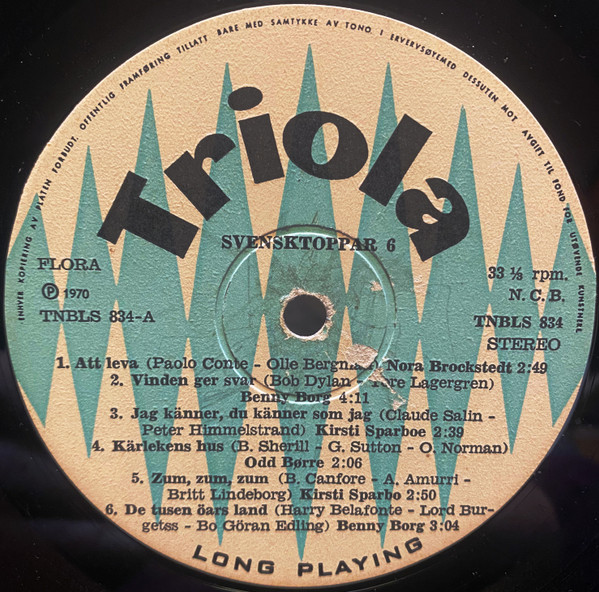 ENHVER KOPIERING AV PLATEN FORBUDT. OFFENTLIG FRAMFØRING TILLATT BARE MED SAMTYKKE AV TONO. I ERVERVSØYEMED DESSUTEN MOT AVGIFT TIL FOND FOR UTØVENDE KUNSTNERE
Triola
SVENSKTOPPAR 6
FLORA
Ⓟ 1970
TNBLS 834-A
33 ⅓ rpm.
N. C. B.
TNBLS 834
STEREO
1. Att leva (Paolo Conte - Olle Nora Brockstedt 2:49
2. Vinden ger svar (Bob Dylan - Lagergren)
Benny Borg 4:11
3. Jag känner, du känner som jag (Claude Salin -
Peter Himmelstrand) Kirsti Sparboe 2:39
4. Kärlekens hus (B. Sherill - G. Sutton - O. Norman)
Odd Børre 2:06
5. Zum, zum, zum (B. Canfore - A. Amurri -
Britt Lindeborg) Kirsti Sparbo 2:50
6. De tusen öars land (Harry Belafonte - Lord Bur-
getss - Bo Göran Edling) Benny Borg 3:04
LONG PLAYING